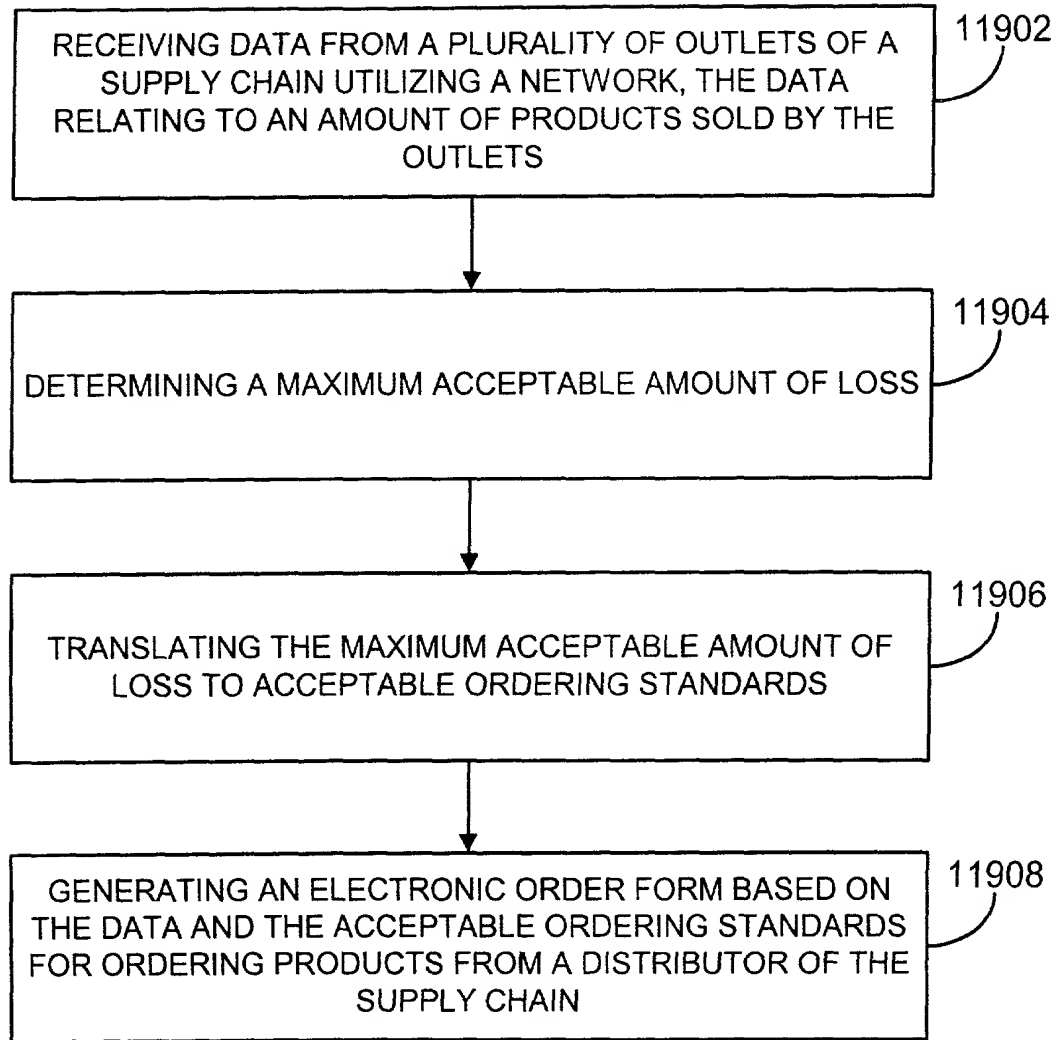 RECEIVING DATA FROM A PLURALITY OF OUTLETS OF A
SUPPLY CHAIN UTILIZING A NETWORK, THE DATA
RELATING TO AN AMOUNT OF PRODUCTS SOLD BY THE
OUTLETS
11902
DETERMINING A MAXIMUM ACCEPTABLE AMOUNT OF LOSS
11904
TRANSLATING THE MAXIMUM ACCEPTABLE AMOUNT OF
LOSS TO ACCEPTABLE ORDERING STANDARDS
11906
GENERATING AN ELECTRONIC ORDER FORM BASED ON
THE DATA AND THE ACCEPTABLE ORDERING STANDARDS
FOR ORDERING PRODUCTS FROM A DISTRIBUTOR OF THE
SUPPLY CHAIN
11908